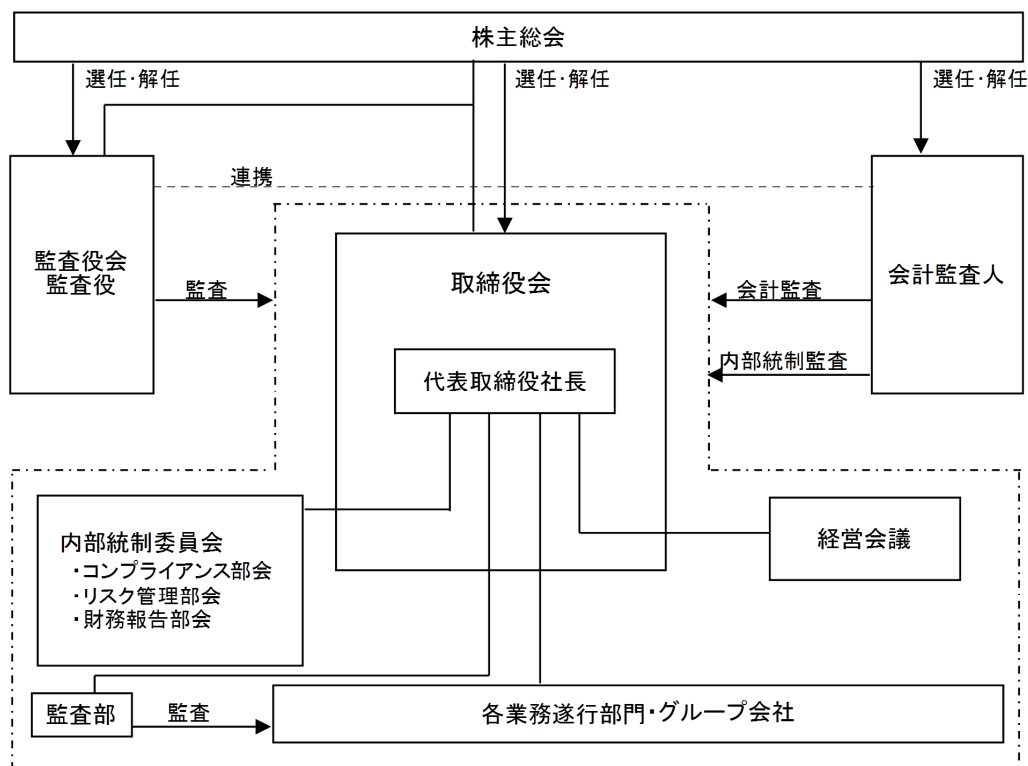 株主総会
選任・解任
選任・解任
選任・解任
連携
監査役会
監査役
監査
取締役会
会計監査人
会計監査
内部統制監査
代表取締役社長
内部統制委員会
・コンプライアンス部会
・リスク管理部会
・財務報告部会
経営会議
監査部
監査
各業務遂行部門・グループ会社